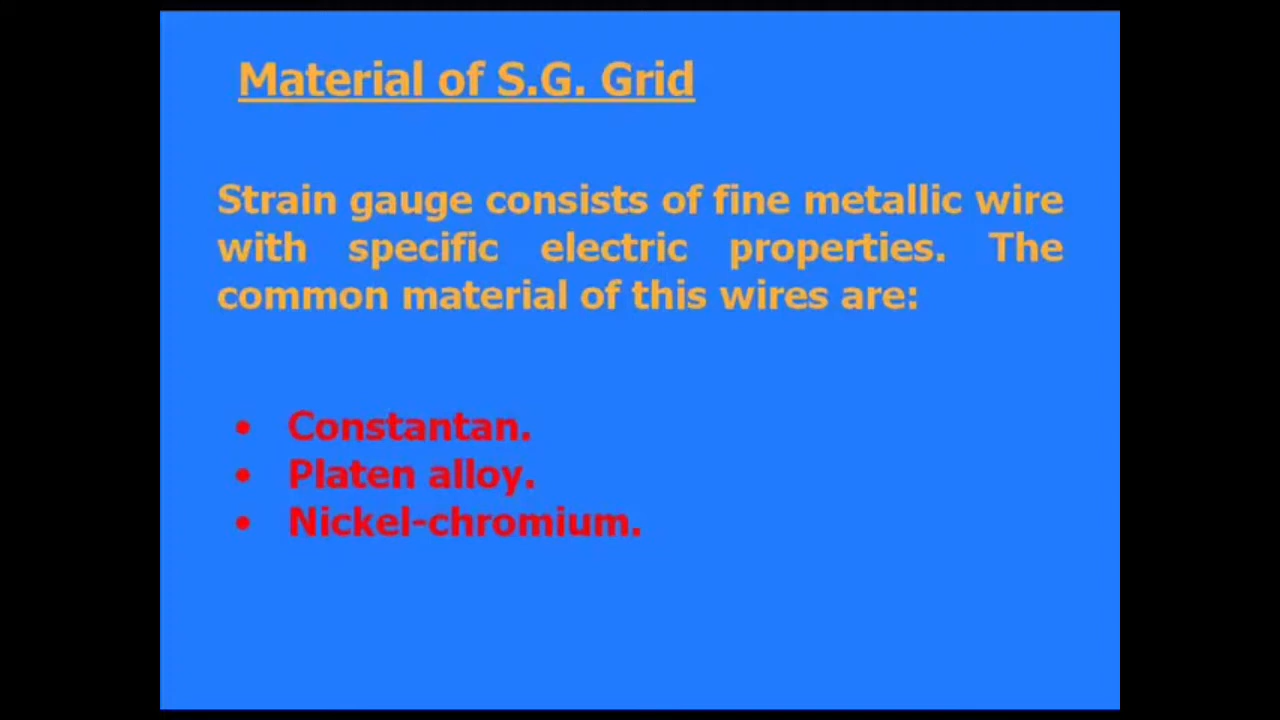 Material of S.G. Grid
Strain gauge consists of fine metallic wire
with specific electric properties. The
common material of this wires are:
• Constantan.
• Platen alloy.
• Nickel-chromium.